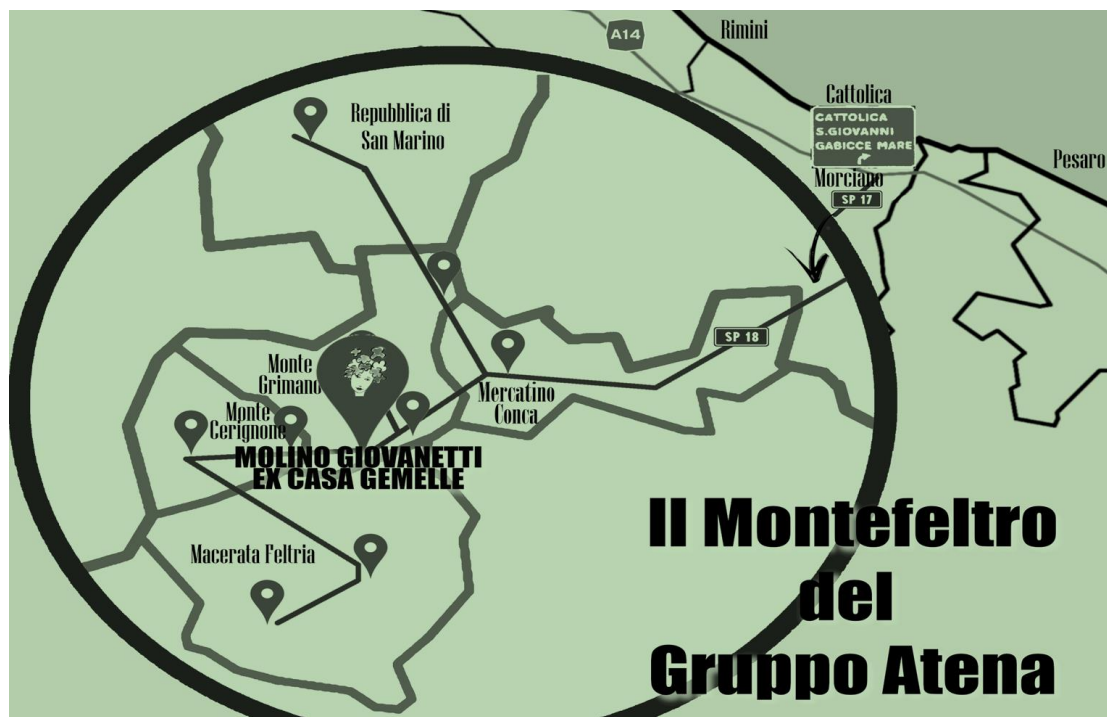 A14
Rimini
Cattolica
CATTOLICA
S.GIOVANNI
GABICCE MARE
Pesaro
Morciano
SP 17
Repubblica di
San Marino
SP 18
Monte
Grimano
Mercatino
Conca
Monte
Cerignone
MOLINO GIOVANETTI
EX CASA GEMELLE
Macerata Feltria
Il Montefeltro
del
Gruppo Atena